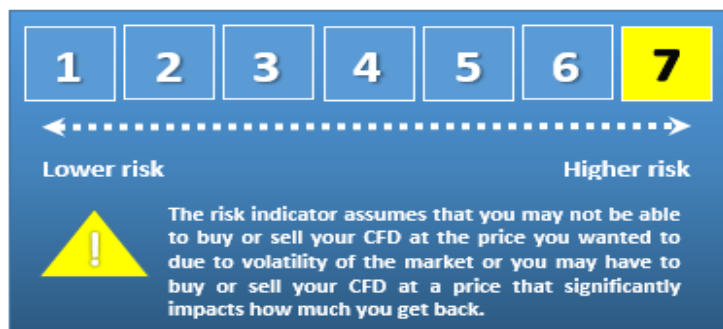 1 2 3 4 5 6 7
Lower risk Higher risk
!
The risk indicator assumes that you may not be able
to buy or sell your CFD at the price you wanted to
due to volatility of the market or you may have to
buy or sell your CFD at a price that significantly
impacts how much you get back.